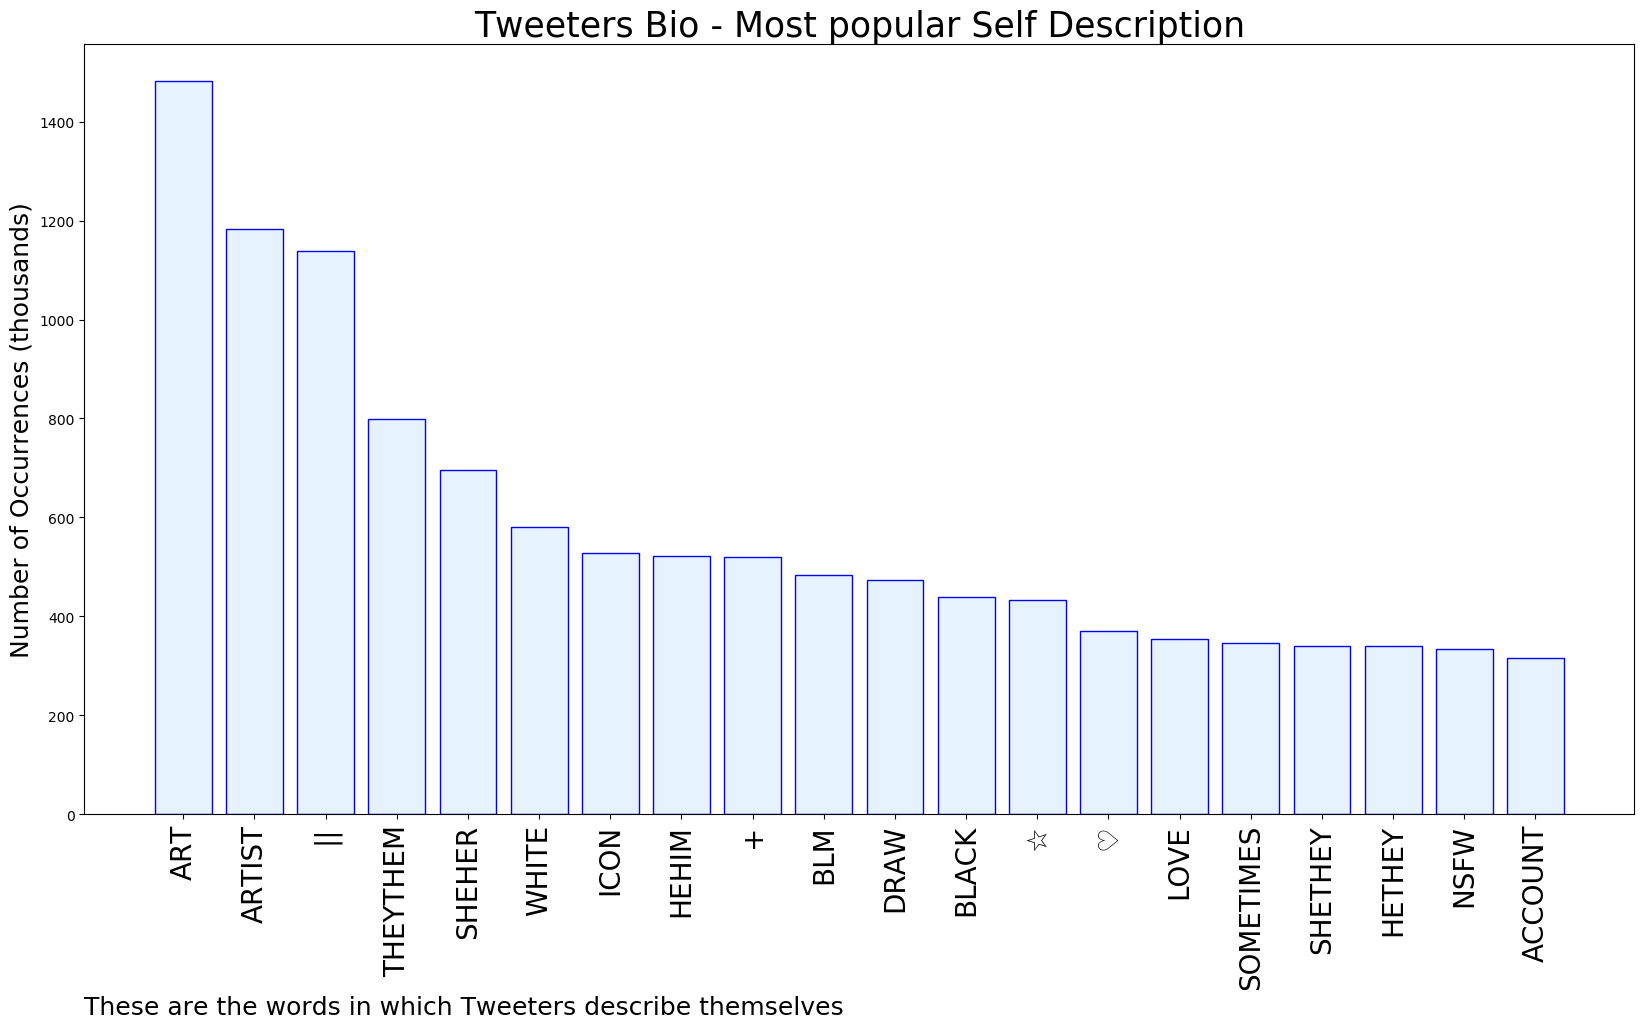 Tweeters Bio - Most popular Self Description
Number of Occurrences (thousands)
1400
1200
1000
800
600
400
200
0
ART
ARTIST
||
THEYTHEM
SHEHER
WHITE
ICON
HEHIM
+
BLM
DRAW
BLACK
☆
♡
LOVE
SOMETIMES
SHETHEY
HETHEY
NSFW
ACCOUNT
These are the words in which Tweeters describe themselves